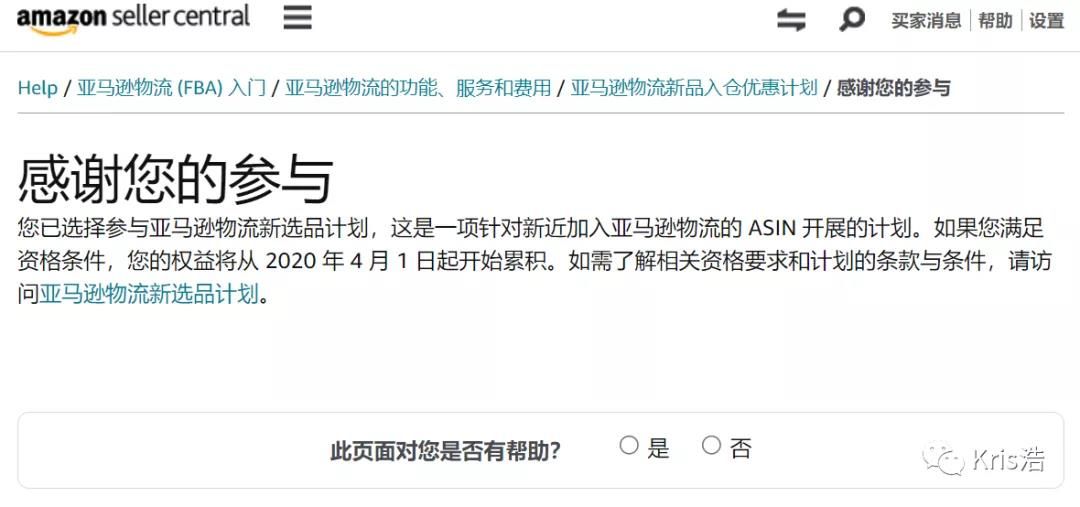 amazon seller central
买家消息 | 帮助 | 设置
Help / 亚马逊物流 (FBA) 入门 / 亚马逊物流的功能、服务和费用 / 亚马逊物流新品入仓优惠计划 / 感谢您的参与
感谢您的参与
您已选择参与亚马逊物流新选品计划，这是一项针对新近加入亚马逊物流的 ASIN 开展的计划。如果您满足
资格条件，您的权益将从 2020 年 4 月 1 日起开始累积。如需了解相关资格要求和计划的条款与条件，请访
问亚马逊物流新选品计划。
此页面对您是否有帮助？ 是 否
Kris浩